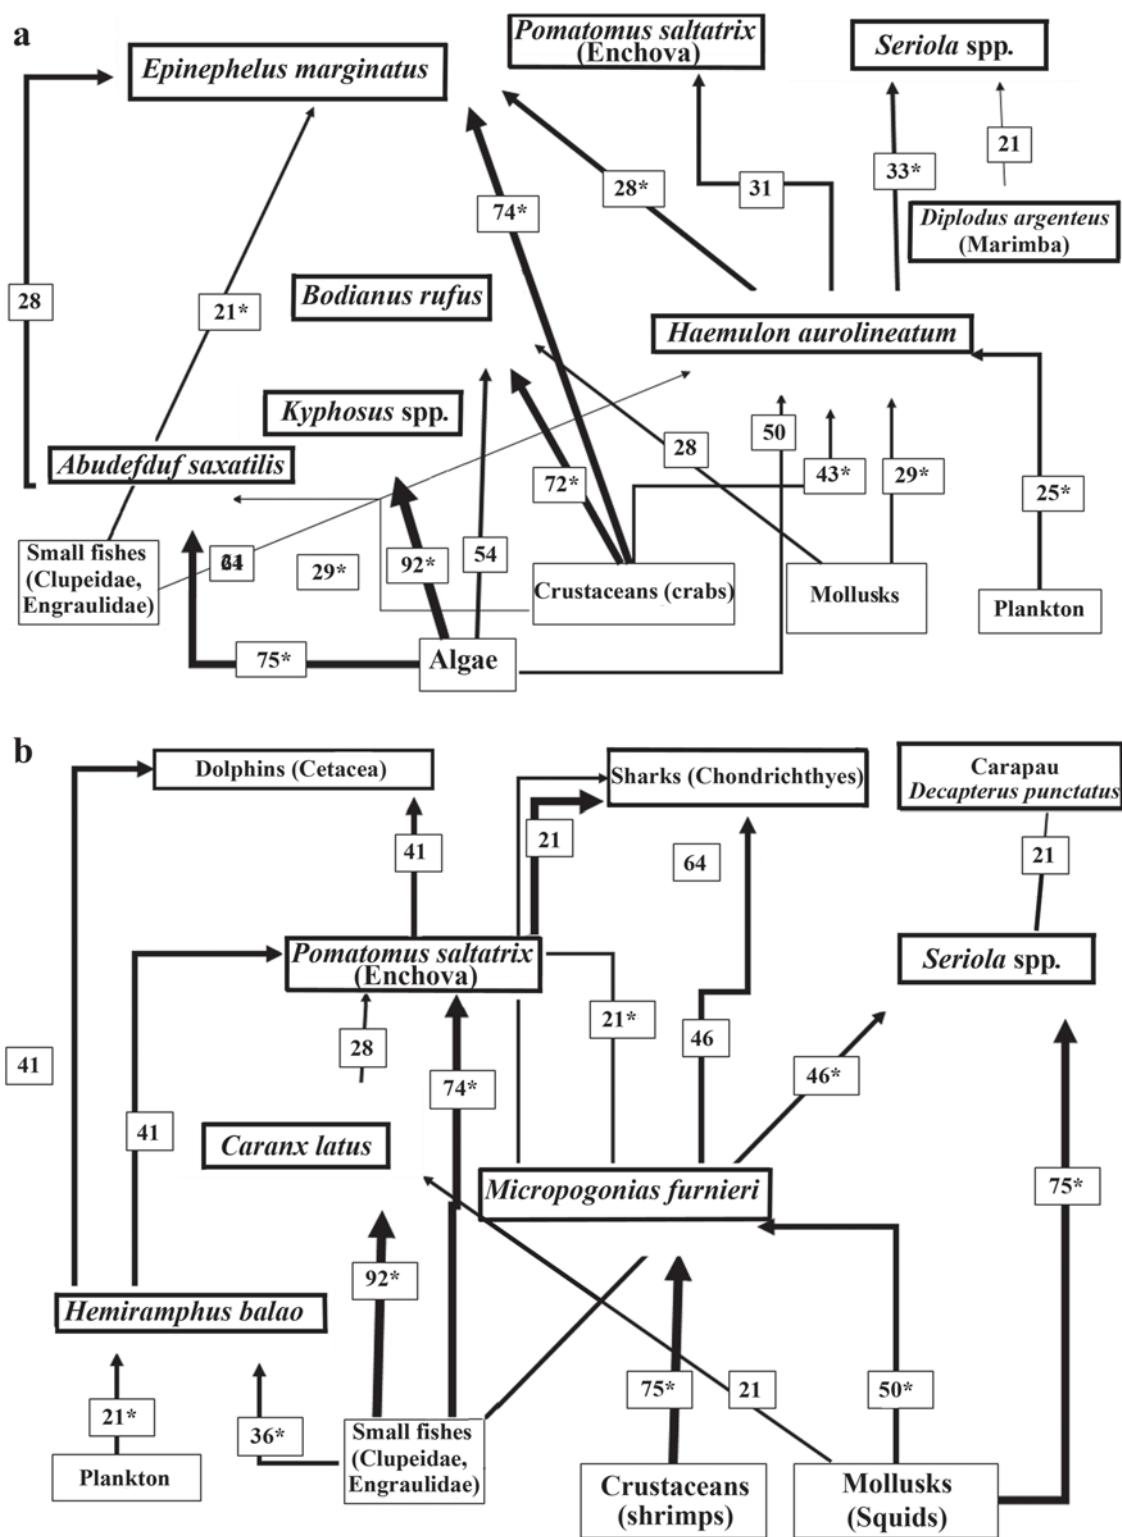 a
Pomatomus saltatrix
(Enchova)
Seriola spp.
Epinephelus marginatus
21
33*
28*
31
74*
Diplodus argenteus
(Marimba)
Bodianus rufus
28
21*
Haemulon aurolineatum
Kyphosus spp.
50
28
Abudefduf saxatilis
72*
43*
29*
25*
Small fishes
(Clupeidae,
Engraulidae)
29*
92*
54
Crustaceans (crabs)
Mollusks
Plankton
75*
Algae
b
Dolphins (Cetacea)
Sharks (Chondrichthyes)
Carapau
Decapterus punctatus
41
21
64
21
Pomatomus saltatrix
(Enchova)
Seriola spp.
21*
46
28
41
74*
46*
41
Caranx latus
Micropogonias furnieri
75*
92*
Hemiramphus balao
75*
21
50*
21*
36*
Small fishes
(Clupeidae,
Engraulidae)
Plankton
Crustaceans
(shrimps)
Mollusks
(Squids)